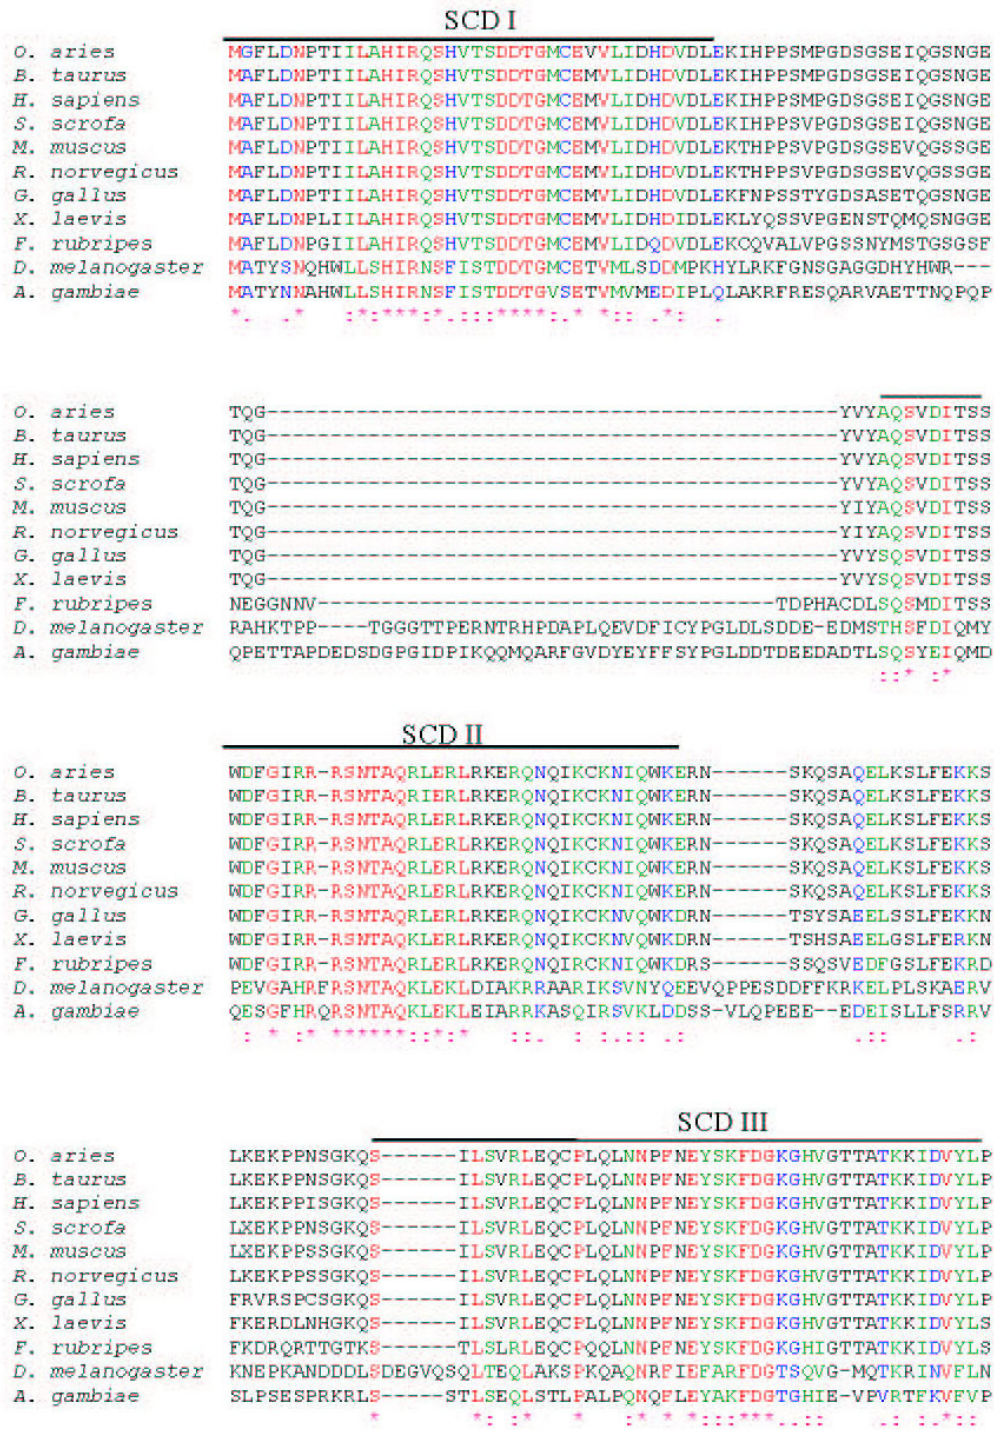 SCD I
O. aries MGFLDNPTIILAHIRQSHVTSDDTGMCEVVLIDHDVDLEKIHPPSMPGDSGSEIQGSNGE
B. taurus MAFLDNPTIILAHIRQSHVTSDDTGMCEMVLIDHDVDLEKIHPPSMPGDSGSEIQGSNGE
H. sapiens MAFLDNPTIILAHIRQSHVTSDDTGMCEMVLIDHDVDLEKIHPPSMPGDSGSEIQGSNGE
S. scrofa MAFLDNPTIILAHIRQSHVTSDDTGMCEMVLIDHDVDLEKIHPPSVPGDSGSEIQGSNGE
M. muscus MAFLDNPTIILAHIRQSHVTSDDTGMCEMVLIDHDVDLEKTHPPSVPGDSGSEVQGSSGE
R. norvegicus MAFLDNPTIILAHIRQSHVTSDDTGMCEMVLIDHDVDLEKTHPPSVPGDSGSEVQGSSGE
G. gallus MAFLDNPTIILAHIRQSHVTSDDTGMCEMVLIDHDVDLEKFNPSSTYGDSASETQGSNGE
X. laevis MAFLDNPLIILAHIRQSHVTSDDTGMCEMVLIDHDIDLEKLYQSSVPGENSTQMQSNGGE
F. rubripes MAFLDNPGIILAHIRQSHVTSDDTGMCEMVLIDQDVDLEKCQVALVPGSSNYMSTGSGSF
D. melanogaster MATYSNQHWLLSHIRNSFISTDDTGMCETVMLSDDMPKHYLRKFGNSGAGGDHYHWR---
A. gambiae MATYNNAHWLLSHIRNSFISTDDTGVSETVMVMEDIPLQLAKRFRESQARVAETTNQPQP
*. .* :*:***:*.:::****:.* *:: .*: .
O. aries TQG----------------------------------------------YVYAQSVDITSS
B. taurus TQG----------------------------------------------YVYAQSVDITSS
H. sapiens TQG----------------------------------------------YVYAQSVDITSS
S. scrofa TQG----------------------------------------------YVYAQSVDITSS
M. muscus TQG----------------------------------------------YIYAQSVDITSS
R. norvegicus TQG----------------------------------------------YIYAQSVDITSS
G. gallus TQG----------------------------------------------YVYSQSVDITSS
X. laevis TQG----------------------------------------------YVYSQSVDITSS
F. rubripes NEGGNNV-------------------------------------TDPHACDLSQSMDITSS
D. melanogaster RAHKTPP----TGGGTTPERNTRHPDAPLQEVDFICYPGLDLSDDE-EDMSTHSFDIQMY
A. gambiae QPETTAPDEDSDGPGIDPIKQQMQARFGVDYEYFFSYPGLDDTDEEDADTLSQSYEIQMD
::* :*
SCD II
O. aries WDFGIRR-RSNTAQRLERLRKERQNQIKCKNIQWKERN------SKQSAQELKSLFEKKS
B. taurus WDFGIRR-RSNTAQRIERLRKERQNQIKCKNIQWKERN------SKQSAQELKSLFEKKS
H. sapiens WDFGIRR-RSNTAQRLERLRKERQNQIKCKNIQWKERN------SKQSAQELKSLFEKKS
S. scrofa WDFGIRR-RSNTAQRLERLRKERQNQIKCKNIQWKERN------SKQSAQELKSLFEKKS
M. muscus WDFGIRR-RSNTAQRLERLRKERQNQIKCKNIQWKERN------SKQSAQELKSLFEKKS
R. norvegicus WDFGIRR-RSNTAQRLERLRKERQNQIKCKNIQWKERN------SKQSAQELKSLFEKKS
G. gallus WDFGIRR-RSNTAQRLERLRKERQNQIKCKNVQWKDRN------TSYSAEELSSLFEKKN
X. laevis WDFGIRR-RSNTAQKLERLRKERQNQIKCKNVQWKDRN------TSHSAEELGSLFERKN
F. rubripes WDFGIRR-RSNTAQKLERLRKERQNQIRCKNIQWKDRS------SSQSVEDFGSLFEKRD
D. melanogaster PEVGAHRFRSNTAQKLEKLDIAKRRAARIKSVNYQEEVQPPESDDFFKRKELPLSKAERV
A. gambiae QESGFHRQRSNTAQKLEKLEIARRKASQIRSVKLDDSS-VLQPEEE--EDEISLLFSRRV
: * :* ******::*:* ::. : :.:: .: .:: .:
SCD III
O. aries LKEKPPNSGKQS------ILSVRLEQCPLQLNNPFNEYSKFDGKGHVGTTATKKIDVYLP
B. taurus LKEKPPNSGKQS------ILSVRLEQCPLQLNNPFNEYSKFDGKGHVGTTATKKIDVYLP
H. sapiens LKEKPPISGKQS------ILSVRLEQCPLQLNNPFNEYSKFDGKGHVGTTATKKIDVYLP
S. scrofa LXEKPPNSGKQS------ILSVRLEQCPLQLNNPFNEYSKFDGKGHVGTTATKKIDVYLP
M. muscus LXEKPPSSGKQS------ILSVRLEQCPLQLNNPFNEYSKFDGKGHVGTTATKKIDVYLP
R. norvegicus LKEKPPSSGKQS------ILSVRLEQCPLQLNNPFNEYSKFDGKGHVGTTATKKIDVYLP
G. gallus FRVRSPCSGKQS------ILSVRLEQCPLQLNNPFNEYSKFDGKGHVGTTATKKIDVYLP
X. laevis FKERDLNHGKQS------ILSVRLEQCPLQLNNPFNEYSKFDGKGHVGTTATKKIDVYLS
F. rubripes FKDRQRTTGTKS------TLSLRLEQCPQQLNNPFNEYSKFDGKGHIGTTATKKIDVYLS
D. melanogaster KNEPKANDDDLSDEGVQSQLTEQLAKSPKQAQNRFIEFARFDGTSQVG-MQTKRINVFLN
A. gambiae SLPSESPRKRLS------STLSEQLSTLPALPQNQFLEYAKFDGTGHIE-VPVRTFKVFVP
* *: :* * :* * *:::***..:: .: :.*::